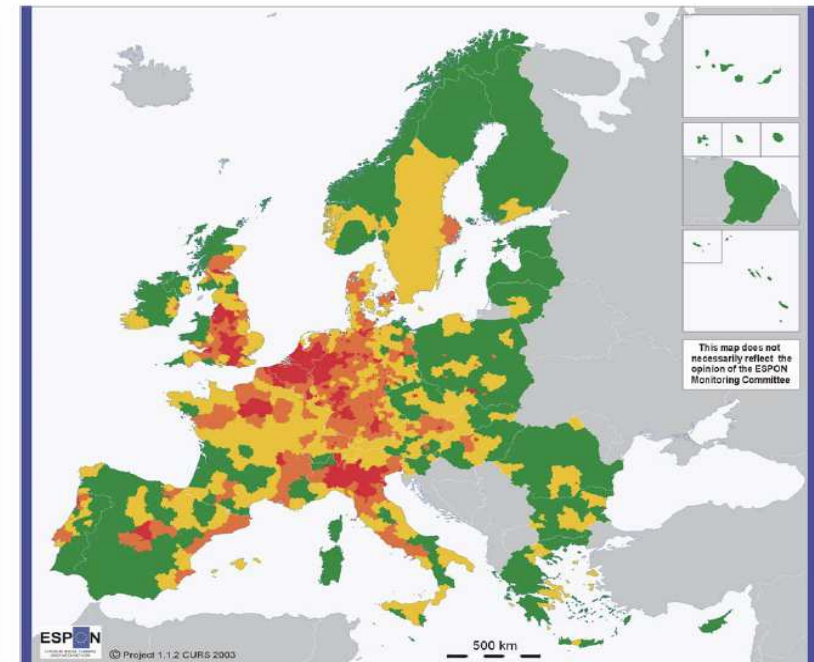 This map does not
necessarily reflect the
opinion of the ESPON
Monitoring Committee
500 km
ESPON
© Project 1.1.2 CURS 2003